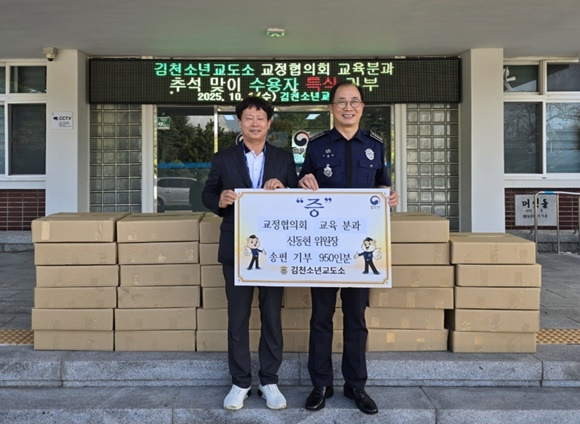 김천소년교도소 교정협의회 교육분과
추석 맞이 수용자 특식 기부
2025. 10. 김천소년교
CCTV
" 증 "
교정협의회 교육 분과
신동현 위원장
송편 기부 950인분
김천소년교도소